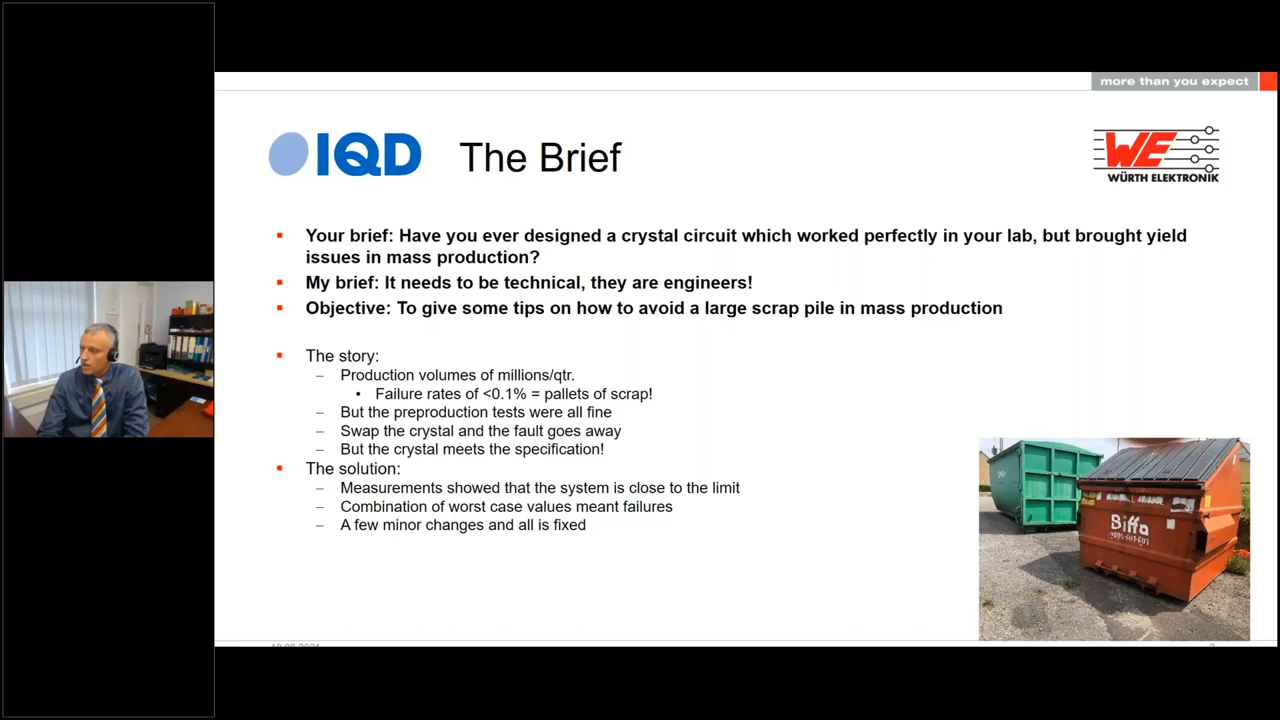 more than you expect
IQD
The Brief
WE
WÜRTH ELEKTRONIK
Your brief: Have you ever designed a crystal circuit which worked perfectly in your lab, but brought yield
issues in mass production?
My brief: It needs to be technical, they are engineers!
Objective: To give some tips on how to avoid a large scrap pile in mass production
The story:
– Production volumes of millions/qtr.
• Failure rates of <0.1% = pallets of scrap!
– But the preproduction tests were all fine
– Swap the crystal and the fault goes away
– But the crystal meets the specification!
The solution:
– Measurements showed that the system is close to the limit
– Combination of worst case values meant failures
– A few minor changes and all is fixed
Biffa